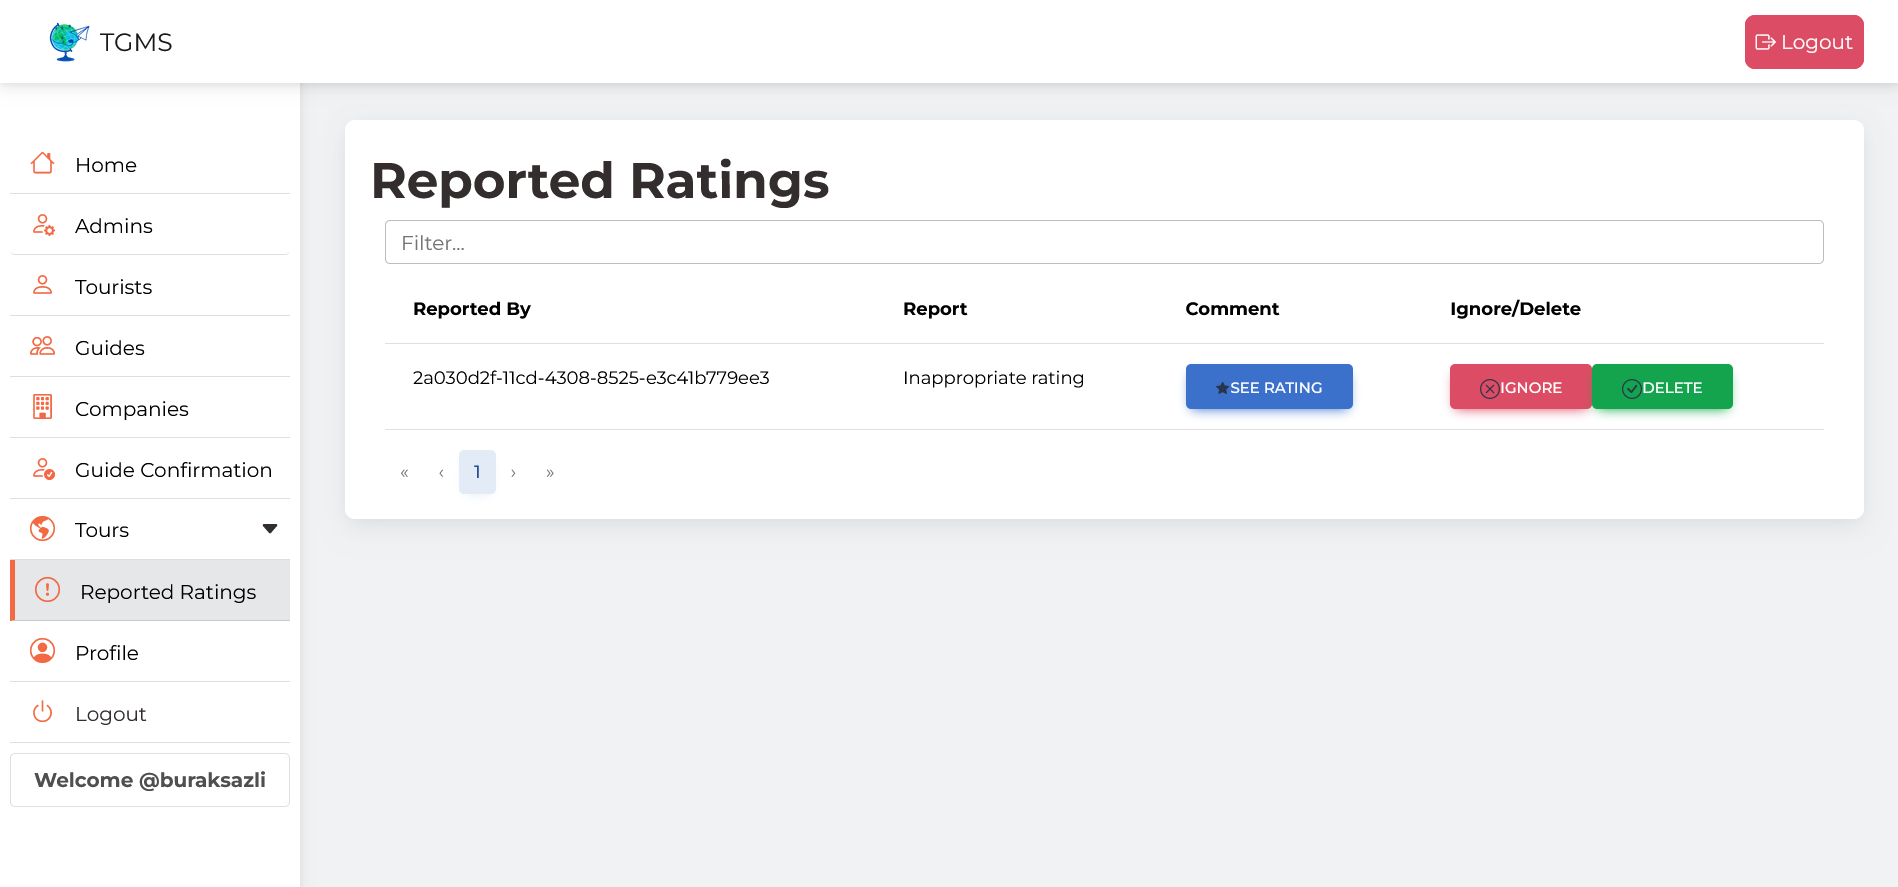 TGMS
Logout
Home
Admins
Tourists
Guides
Companies
Guide Confirmation
Tours
Reported Ratings
Profile
Logout
Welcome @buraksazli
Reported Ratings
Filter...
Reported By Report Comment Ignore/Delete
2a030d2f-11cd-4308-8525-e3c41b779ee3 Inappropriate rating SEE RATING IGNORE DELETE
« ‹ 1 › »